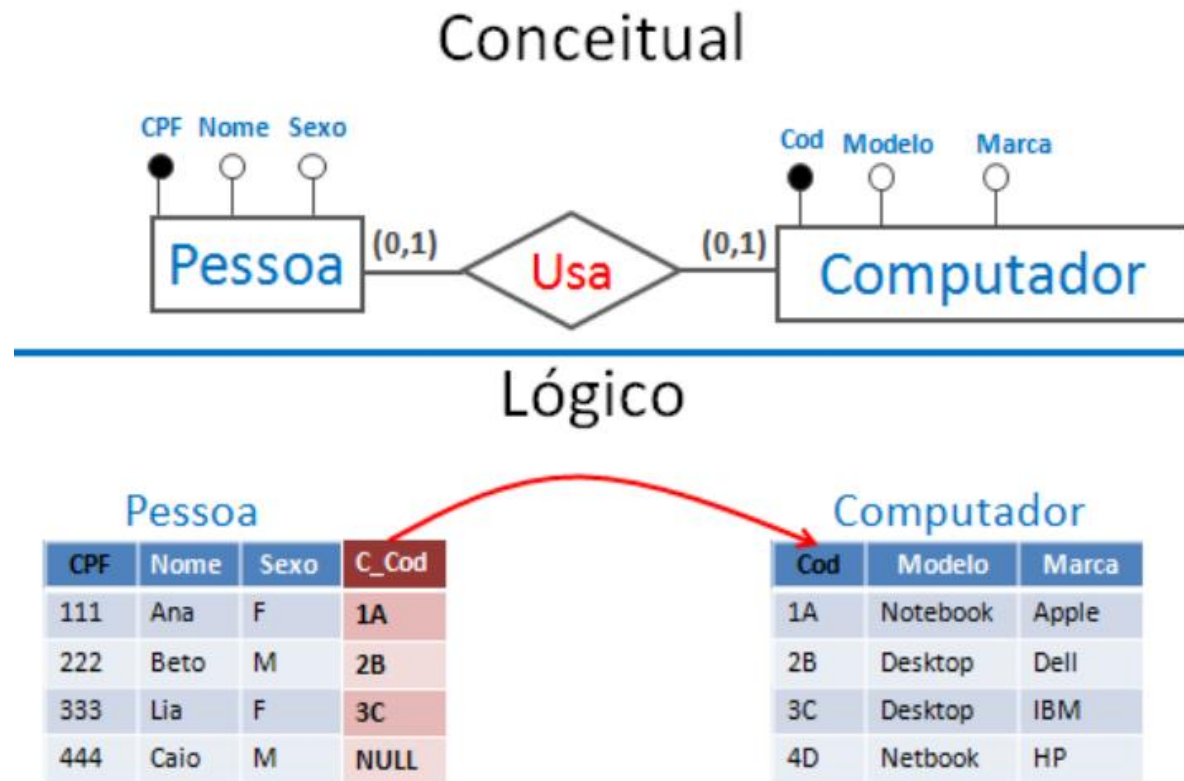 Conceitual
CPF Nome Sexo
Cod Modelo Marca
Pessoa (0,1) Usa (0,1) Computador
Lógico
Pessoa
CPF Nome Sexo C_Cod
111 Ana F 1A
222 Beto M 2B
333 Lia F 3C
444 Caio M NULL
Computador
Cod Modelo Marca
1A Notebook Apple
2B Desktop Dell
3C Desktop IBM
4D Netbook HP